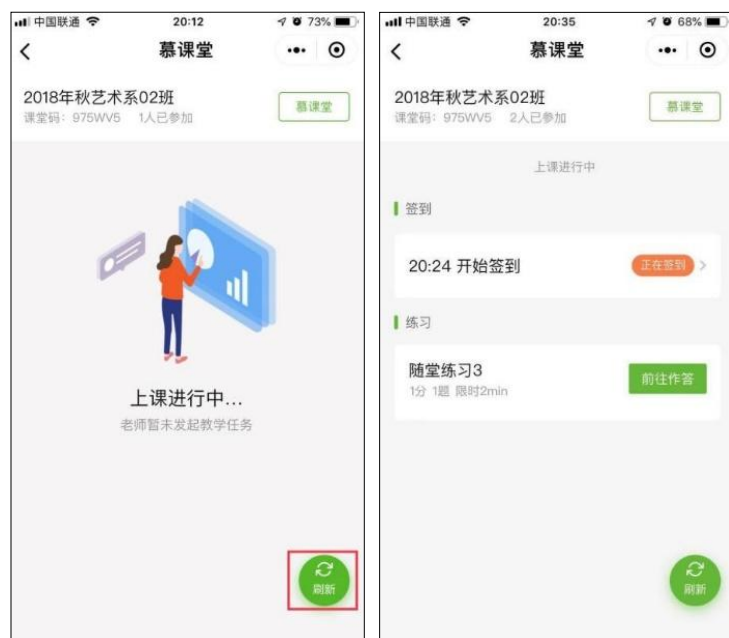 中国联通 20:12 73%
慕课堂
2018年秋艺术系02班
课堂码：975WV5 1人已参加
慕课堂
上课进行中...
老师暂未发起教学任务
刷新
中国联通 20:35 68%
慕课堂
2018年秋艺术系02班
课堂码：975WV5 2人已参加
慕课堂
上课进行中
签到
20:24 开始签到
正在签到
练习
随堂练习3
1分 1题 限时2min
前往作答
刷新